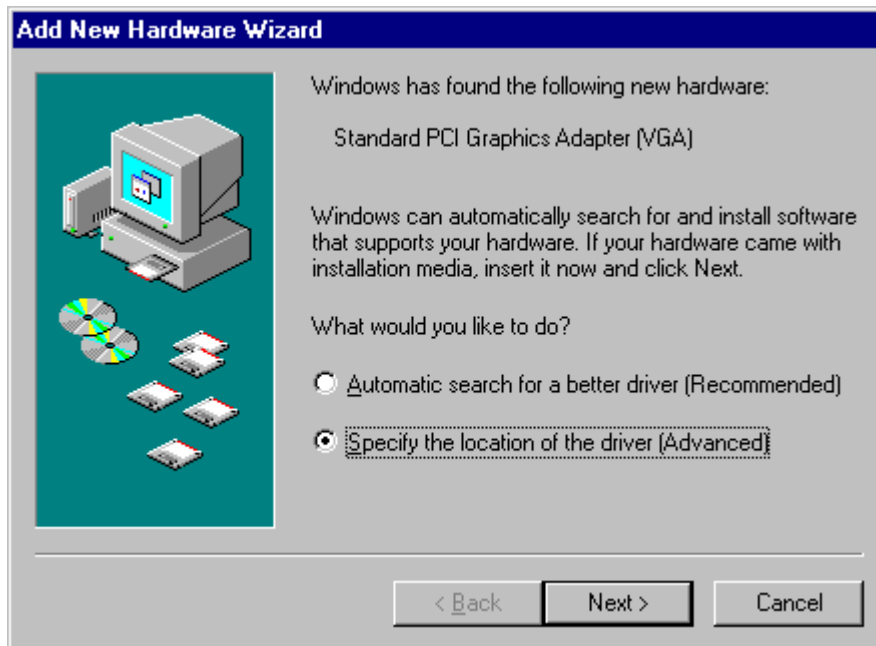 Add New Hardware Wizard
Windows has found the following new hardware:
Standard PCI Graphics Adapter (VGA)
Windows can automatically search for and install software
that supports your hardware. If your hardware came with
installation media, insert it now and click Next.
What would you like to do?
Automatic search for a better driver (Recommended)
Specify the location of the driver (Advanced)
< Back
Next >
Cancel